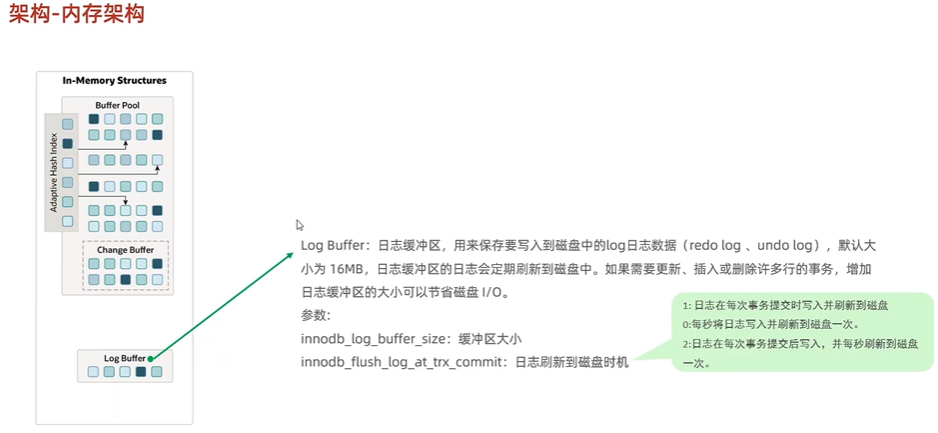 架构-内存架构
In-Memory Structures
Buffer Pool
Adaptive Hash Index
Change Buffer
Log Buffer
Log Buffer：日志缓冲区，用来保存要写入到磁盘中的log日志数据（redo log 、undo log），默认大
小为 16MB，日志缓冲区的日志会定期刷新到磁盘中。如果需要更新、插入或删除许多行的事务，增加
日志缓冲区的大小可以节省磁盘 I/O。
参数：
innodb_log_buffer_size：缓冲区大小
innodb_flush_log_at_trx_commit：日志刷新到磁盘时机
1: 日志在每次事务提交时写入并刷新到磁盘
0:每秒将日志写入并刷新到磁盘一次。
2:日志在每次事务提交后写入，并每秒刷新到磁盘
一次。